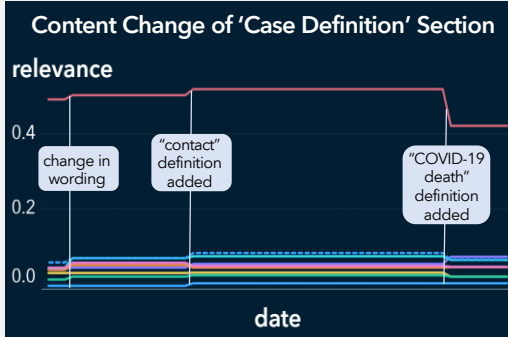 Content Change of 'Case Definition' Section
relevance
0.4
change in
wording
"contact"
definition
added
"COVID-19
death"
definition
added
0.2
0.0
date